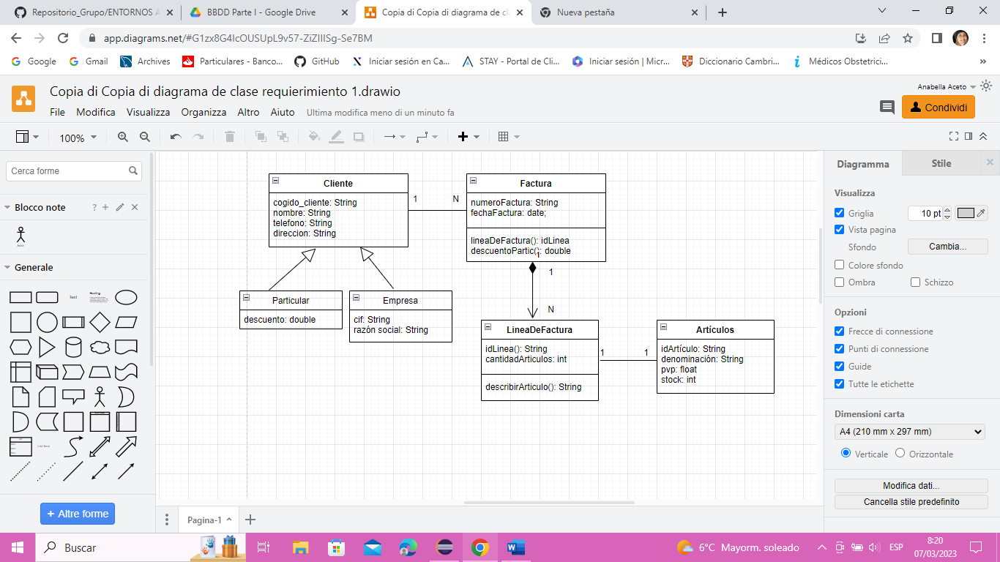 Repositorio_Grupo/ENTORNOS A
BBDD Parte I - Google Drive
Copia di Copia di diagrama de cl
Nueva pestaña
app.diagrams.net/#G1zx8G4IcOUSUpL9v57-ZiZIIISg-Se7BM
Google
Gmail
Archives
Particulares - Banco...
GitHub
Iniciar sesión en Ca...
STAY - Portal de Cli...
Iniciar sesión | Micr...
Diccionario Cambri...
Médicos Obstetrici...
»
Copia di Copia di diagrama de clase requierimiento 1.drawio
Anabella Aceto
File Modifica Visualizza Organizza Altro Aiuto Ultima modifica meno di un minuto fa
Condividi
100%
Cerca forme
Blocco note
?
Generale
Text
Heading
Actor
List Item
+ Altre forme
Cliente
cogido_cliente: String
nombre: String
telefono: String
direccion: String
1
N
Factura
numeroFactura: String
fechaFactura: date;
lineaDeFactura(): idLinea
descuentoPartic(): double
1
1
N
Particular
descuento: double
Empresa
cif: String
razón social: String
LineaDeFactura
idLinea(): String
cantidadArticulos: int
describirArticulo(): String
1
1
Artículos
idArtículo: String
denominación: String
pvp: float
stock: int
Diagramma
Stile
Visualizza
Griglia
10 pt
Vista pagina
Sfondo
Cambia...
Colore sfondo
Ombra
Schizzo
Opzioni
Frecce di connessione
Punti di connessione
Guide
Tutte le etichette
Dimensioni carta
A4 (210 mm x 297 mm)
Verticale
Orizzontale
Modifica dati...
Cancella stile predefinito
Pagina-1
Buscar
6°C Mayorm. soleado
ESP
8:20
07/03/2023